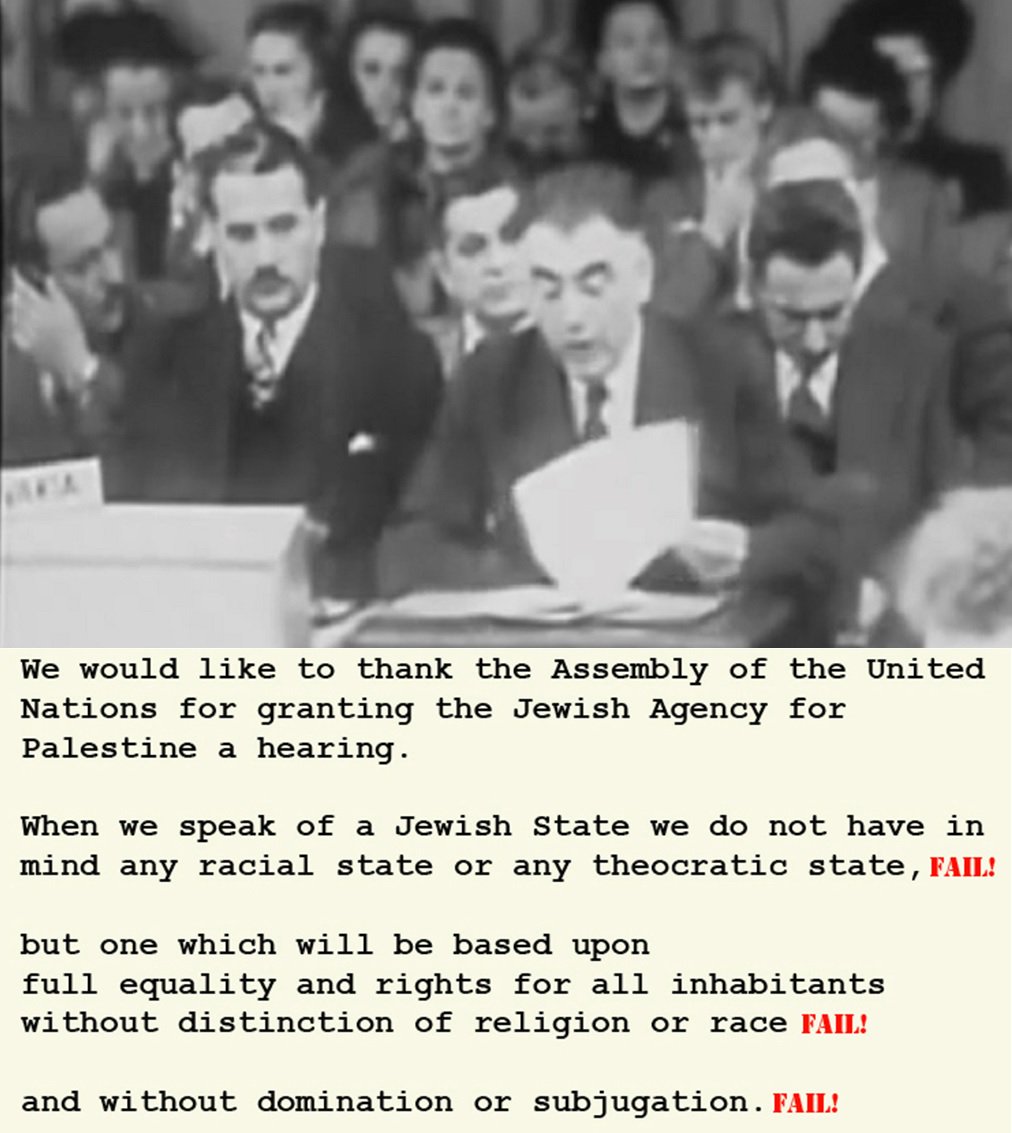 We would like to thank the Assembly of the United
Nations for granting the Jewish Agency for
Palestine a hearing.
When we speak of a Jewish State we do not have in
mind any racial state or any theocratic state, FAIL!
but one which will be based upon
full equality and rights for all inhabitants
without distinction of religion or race FAIL!
and without domination or subjugation. FAIL!